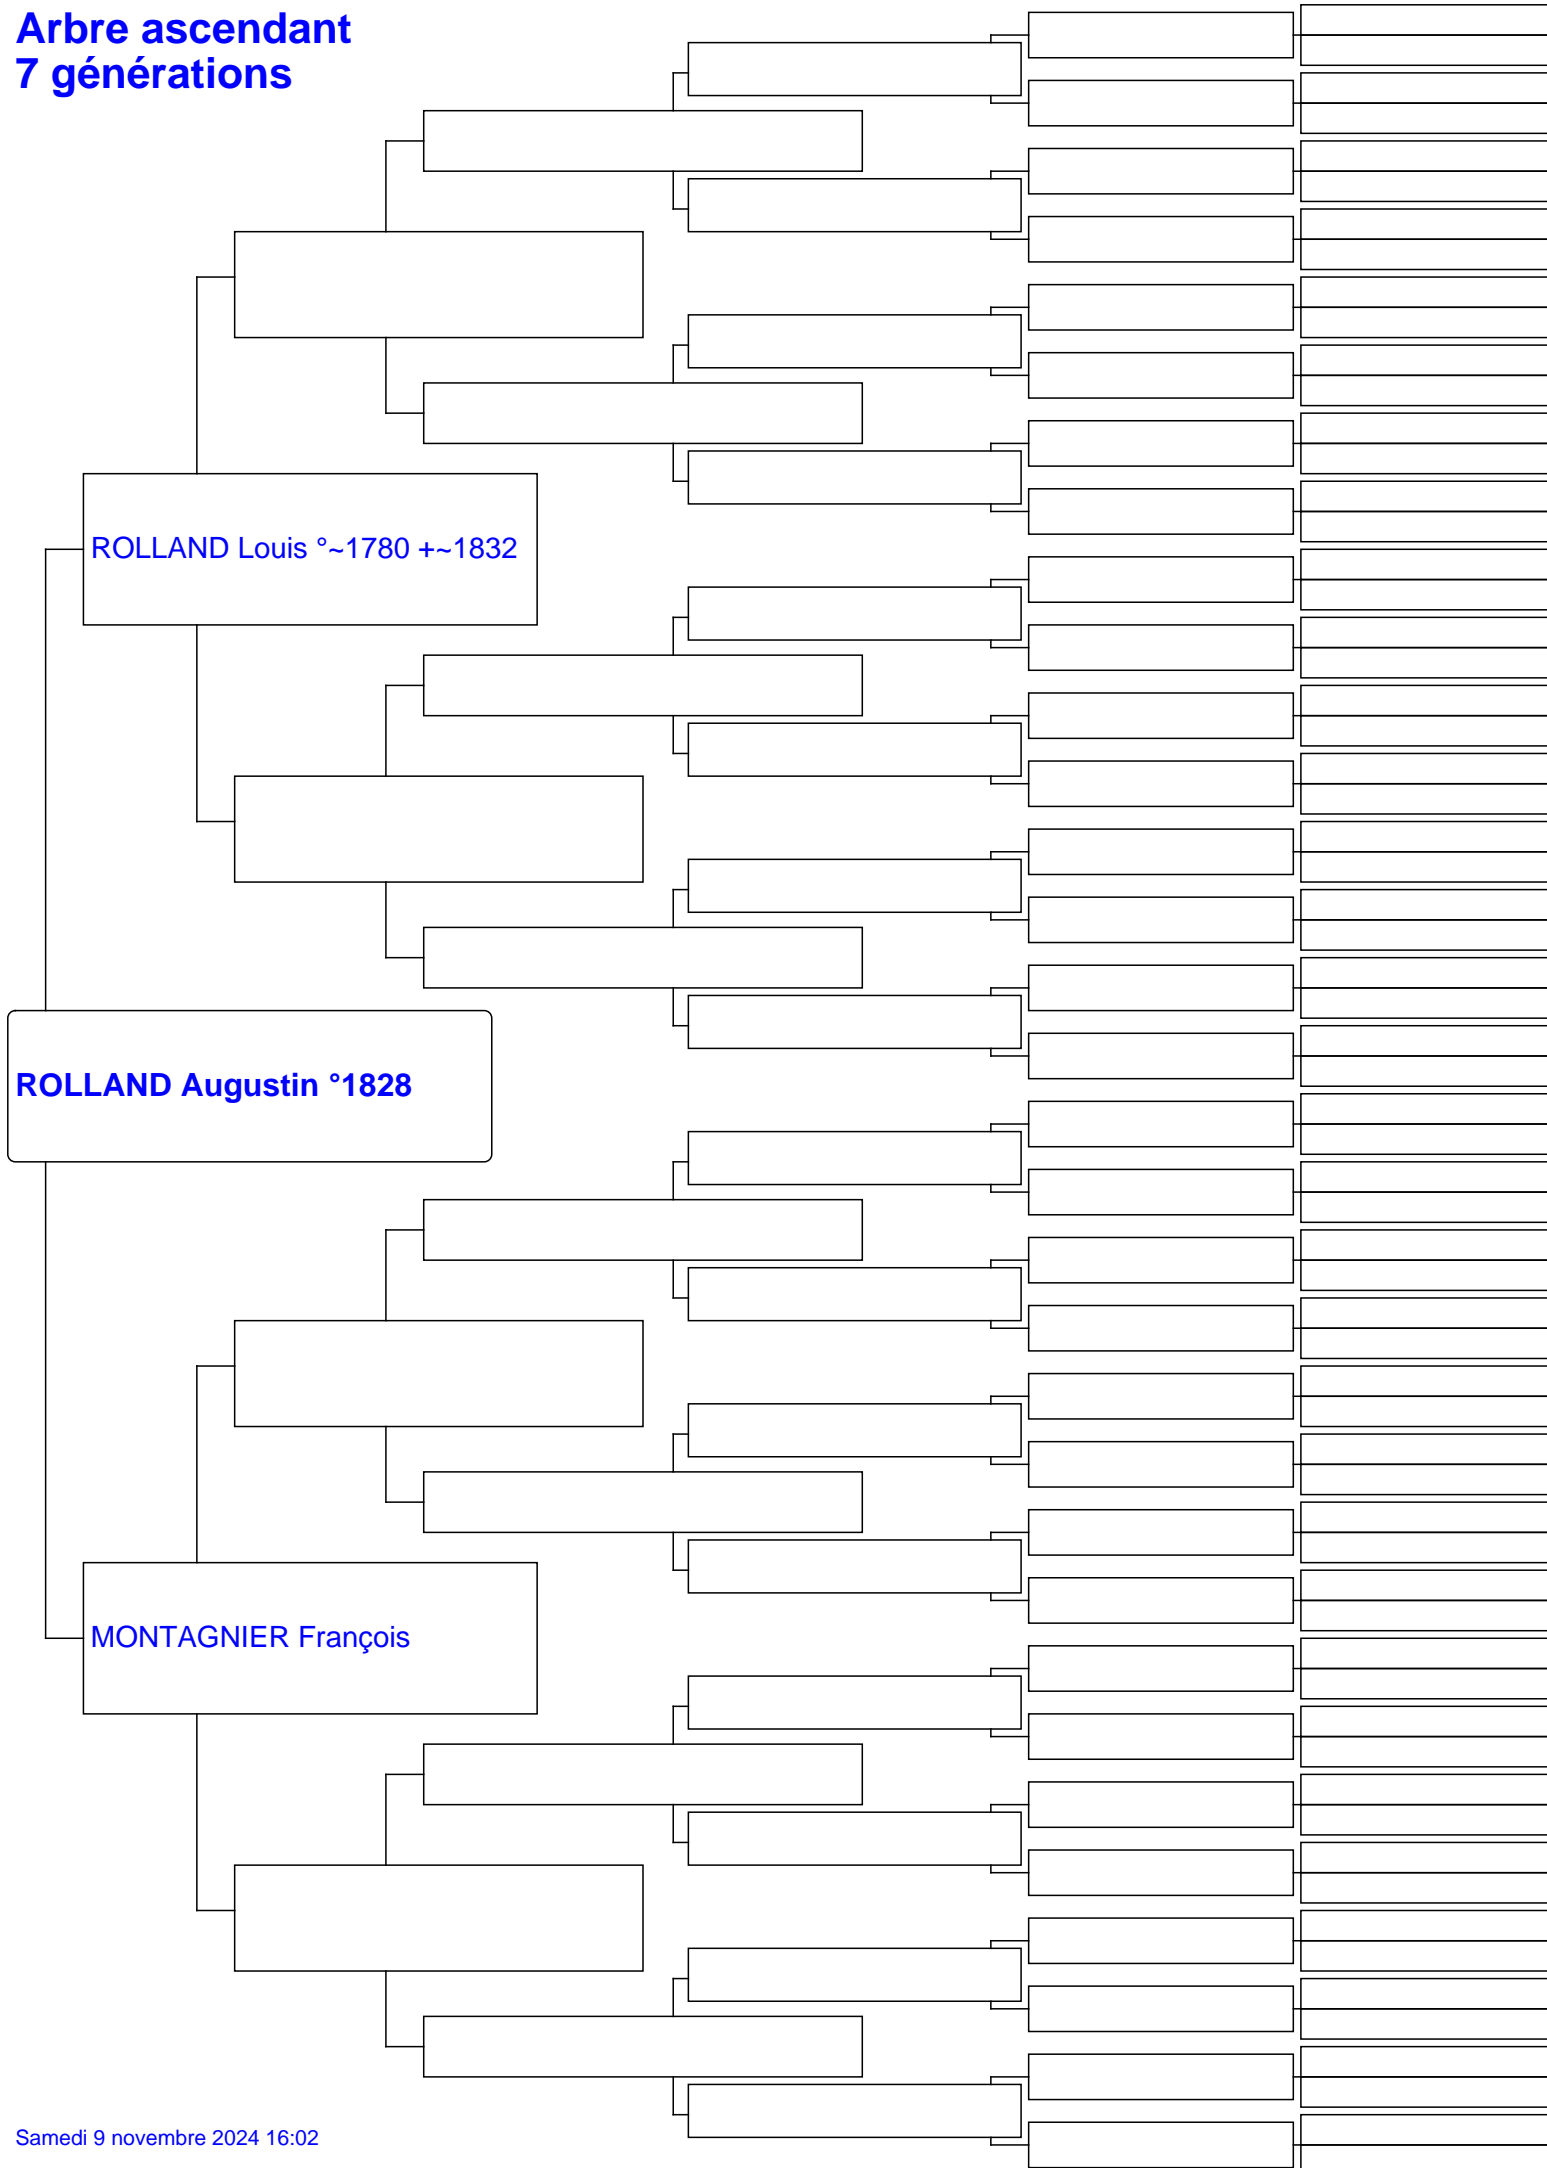 Arbre ascendant
7 générations
ROLLAND Louis °~1780 +~1832
ROLLAND Augustin °1828
MONTAGNIER François
Samedi 9 novembre 2024 16:02